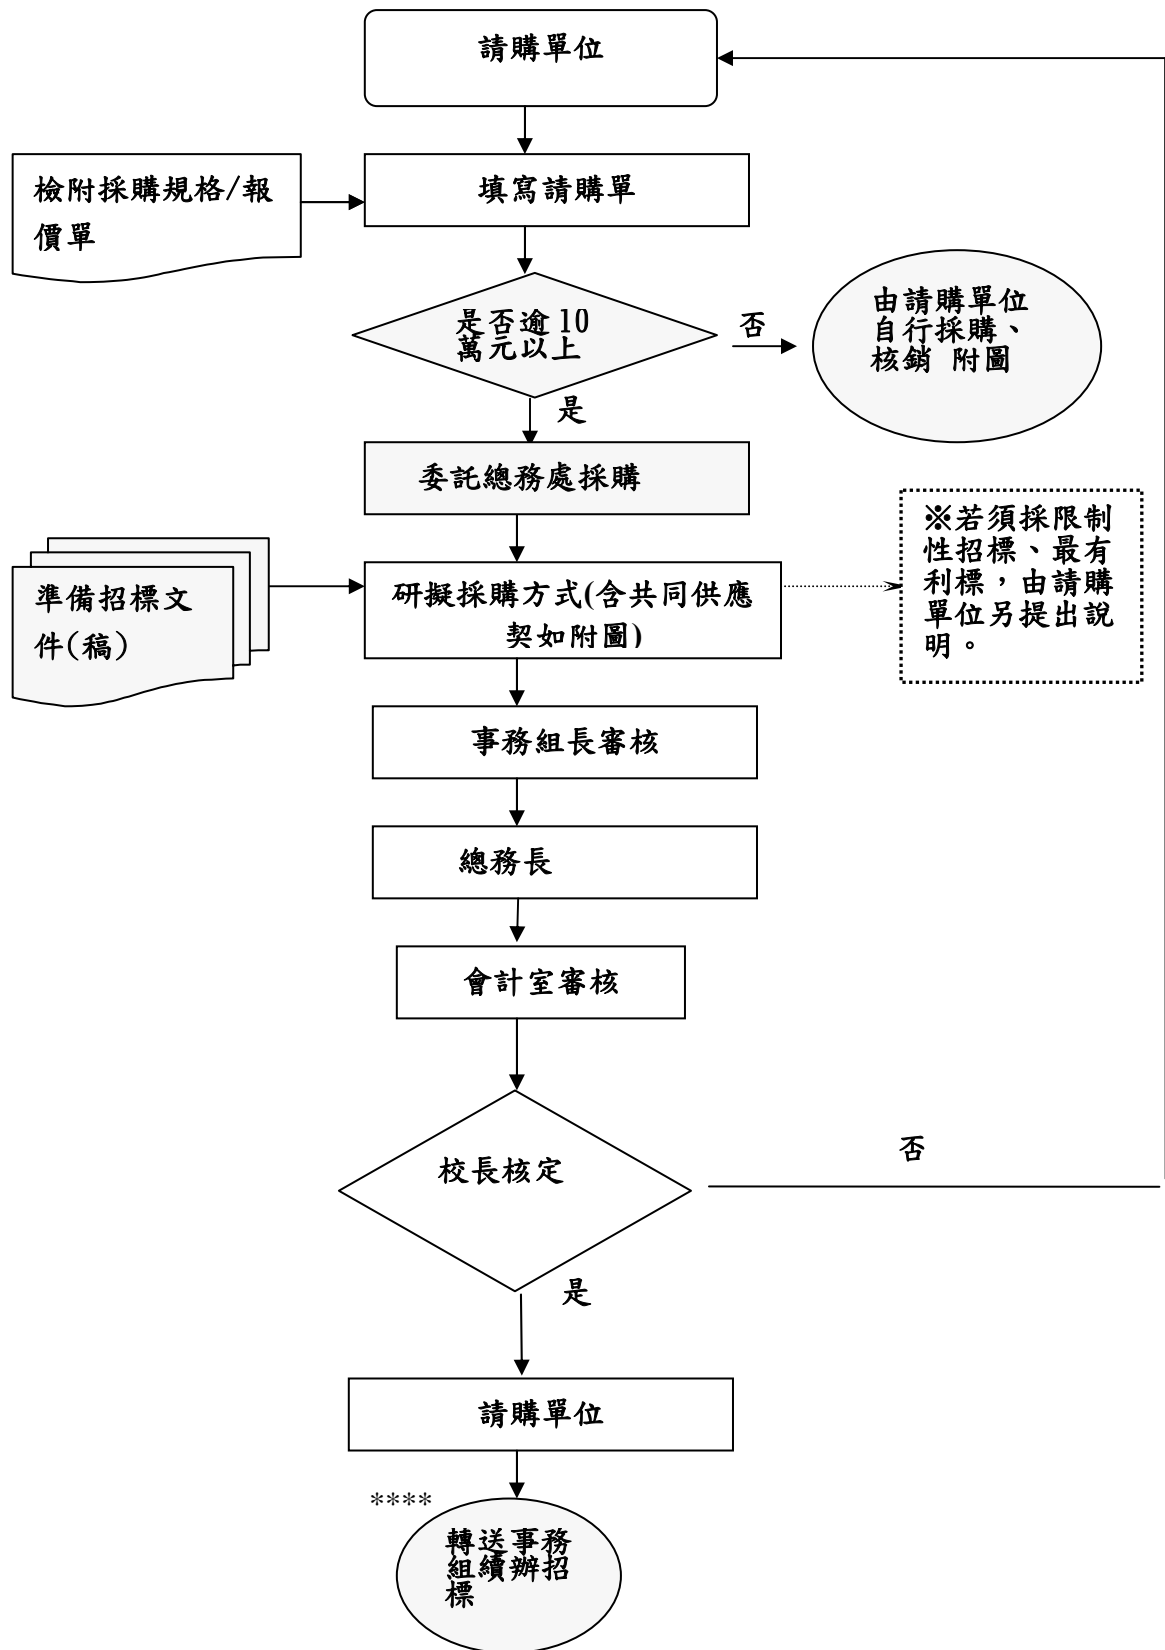 請購單位
檢附採購規格/報
價單
填寫請購單
是否逾10
萬元以上
否
由請購單位
自行採購、
核銷 附圖
是
委託總務處採購
※若須採限制
性招標、最有
利標，由請購
單位另提出說
明。
準備招標文
件(稿)
研擬採購方式(含共同供應
契如附圖)
事務組長審核
總務長
會計室審核
校長核定
否
是
請購單位
****
轉送事務
組續辦招
標